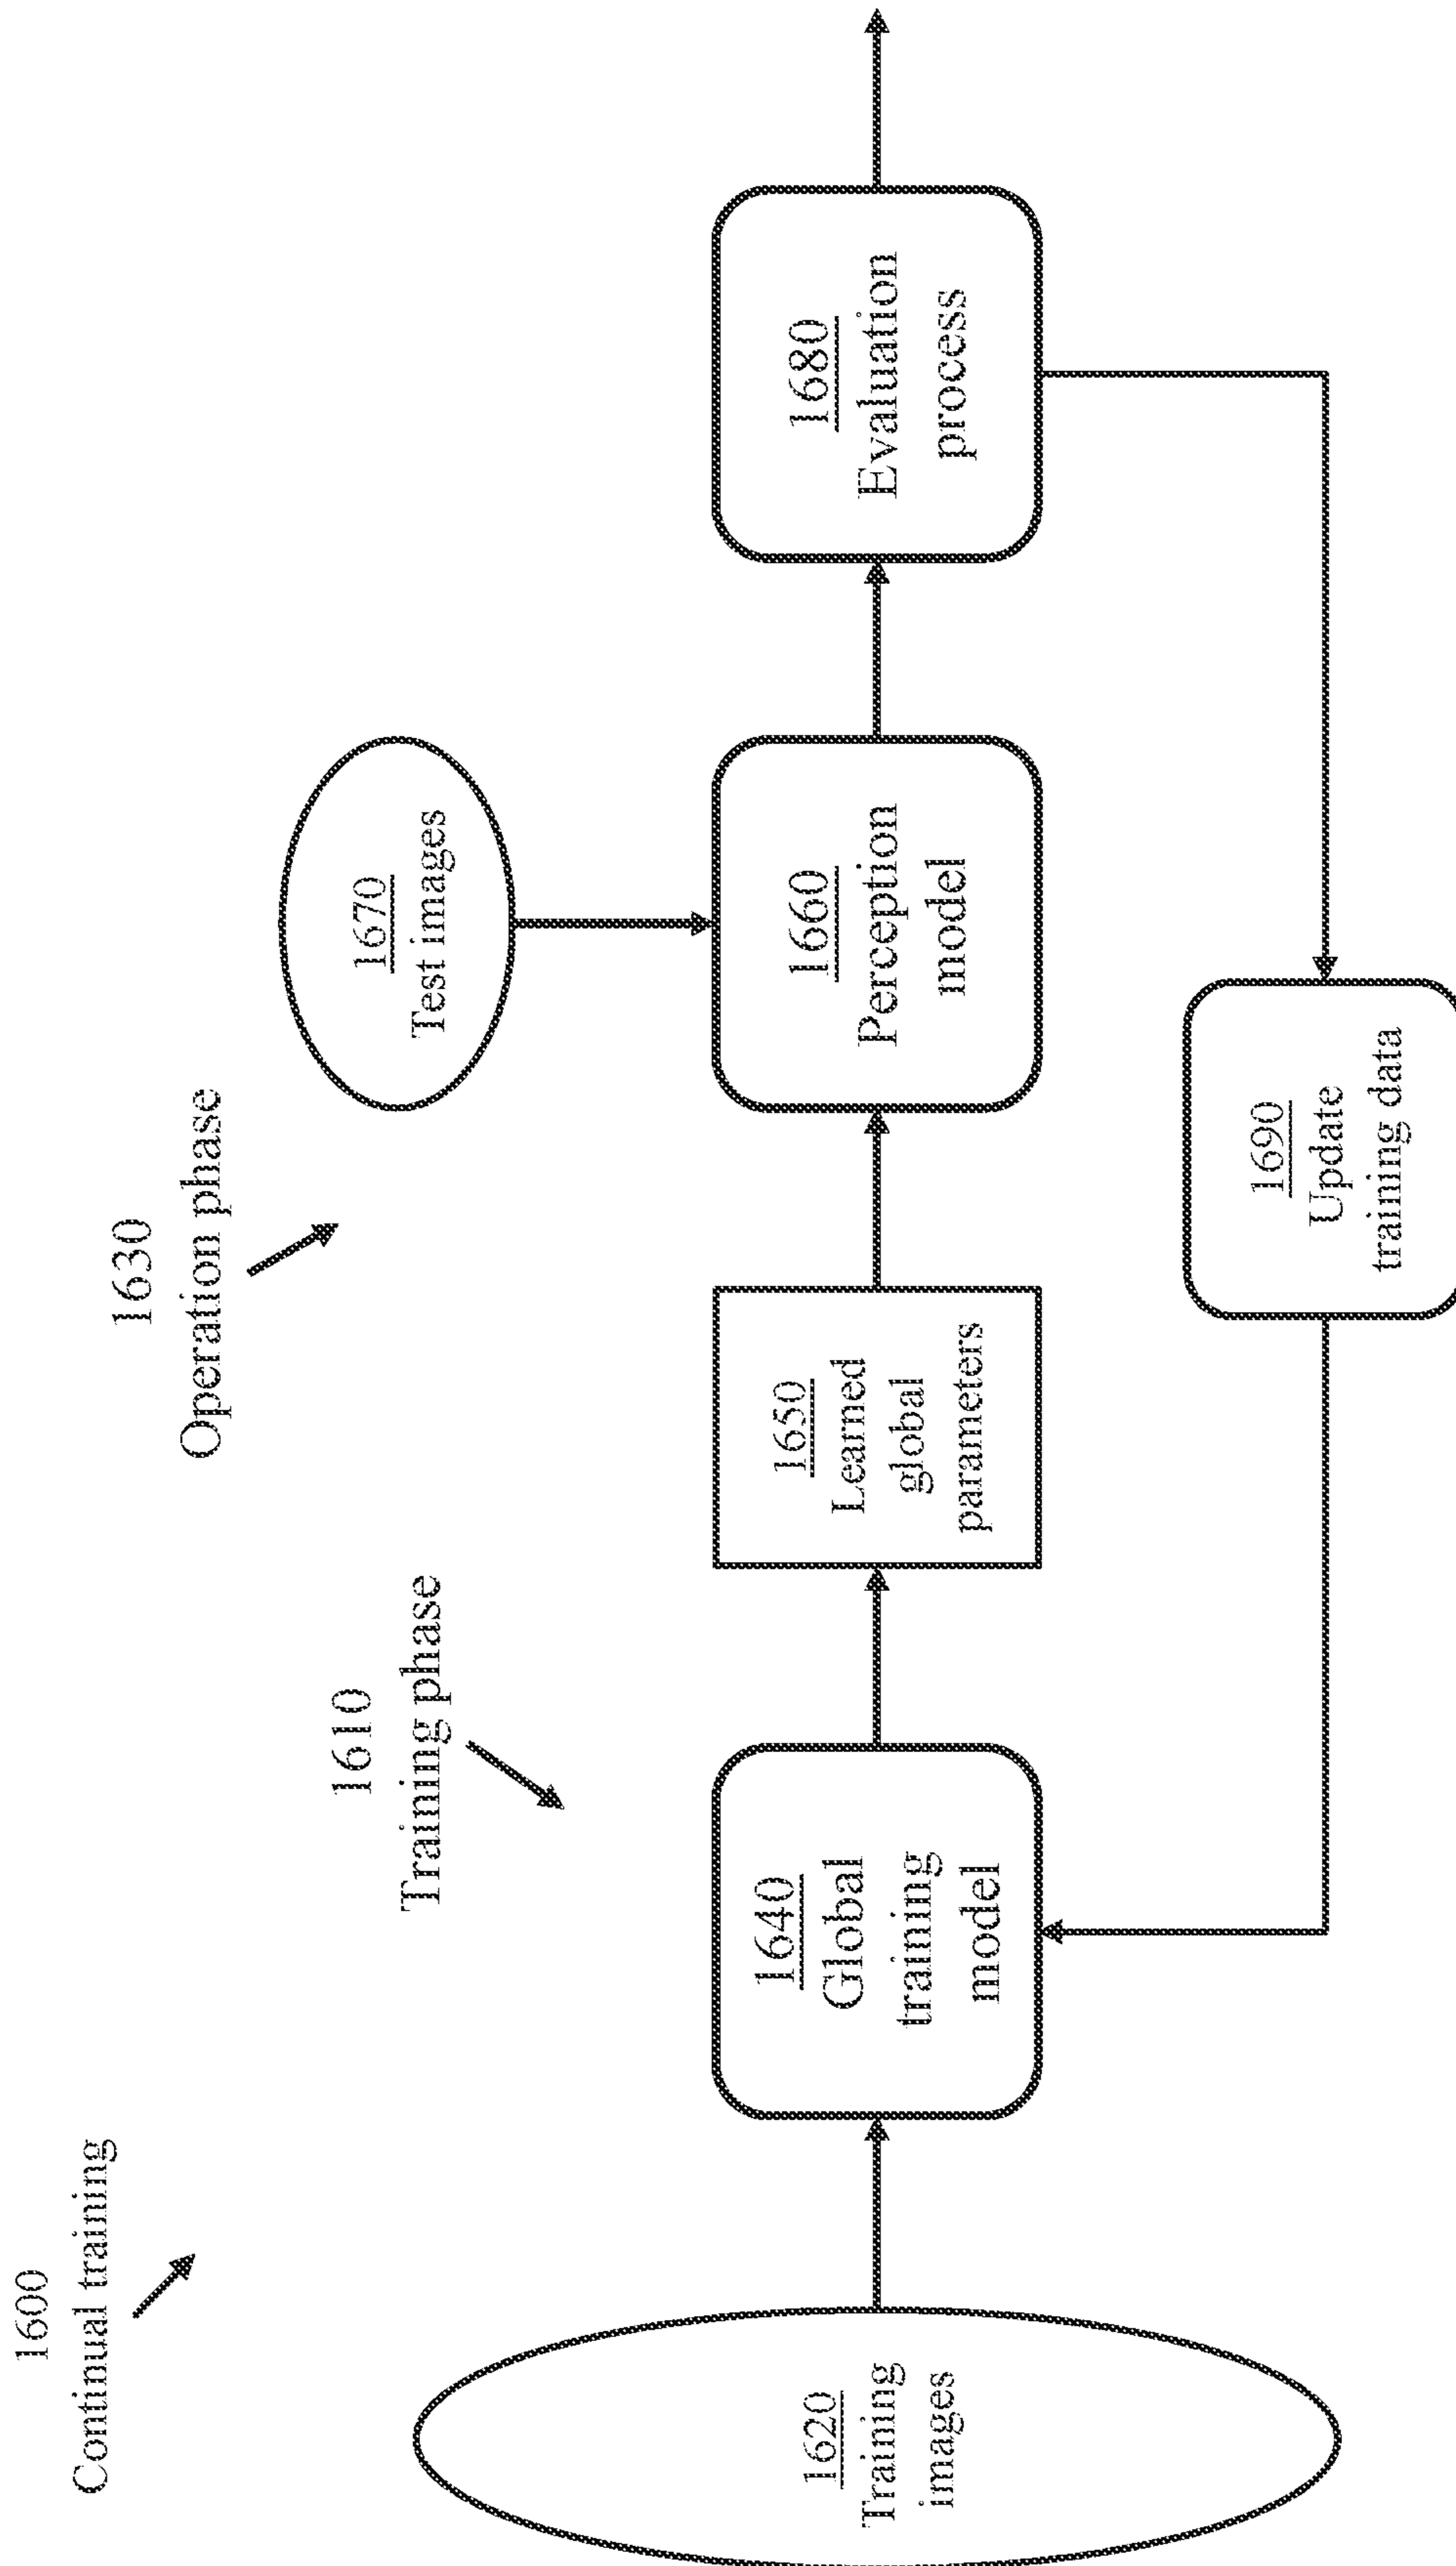 1600
Continual training
1610
Training phase
1630
Operation phase
1620
Training
images
1640
Global
training
model
1650
Learned
global
parameters
1670
Test images
1660
Perception
model
1680
Evaluation
process
1690
Update
training data